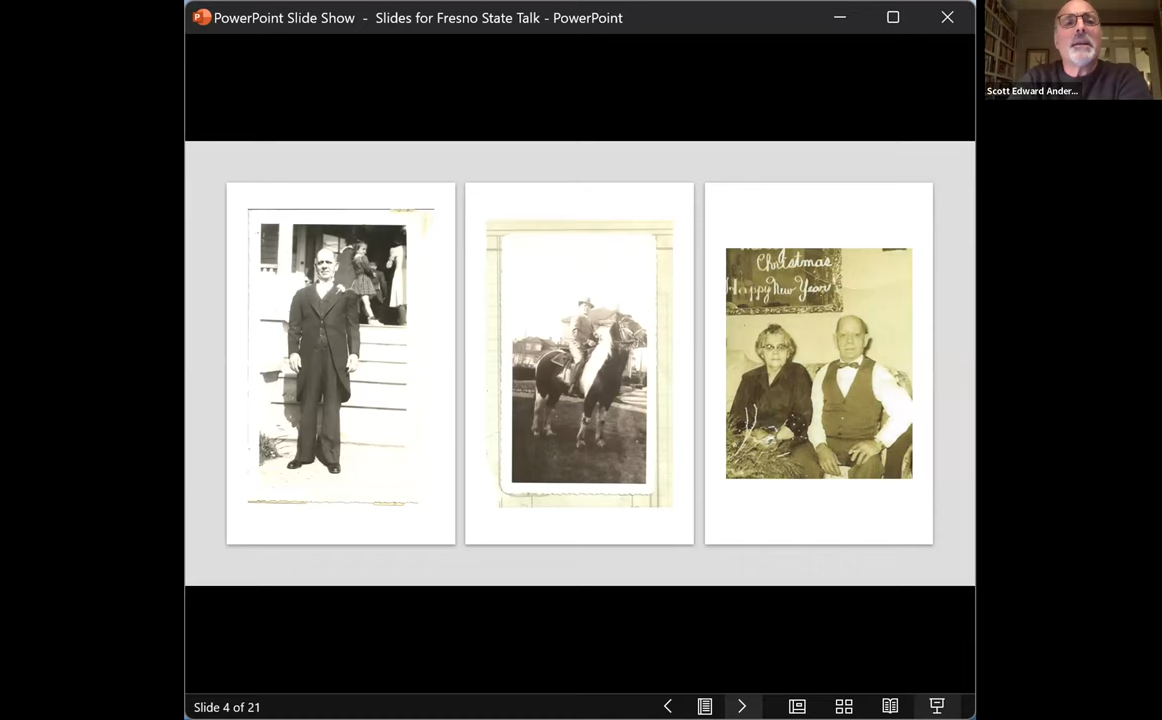 PowerPoint Slide Show - Slides for Fresno State Talk - PowerPoint
Scott Edward Ander...
Christmas
Happy New Year
Slide 4 of 21